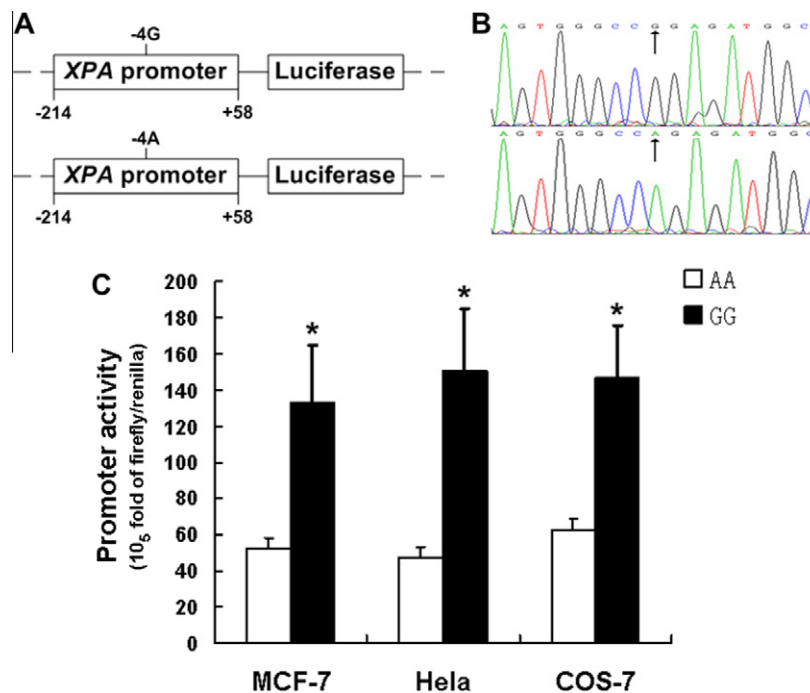 A
-4G
XPA promoter
Luciferase
-214
+58
-4A
XPA promoter
Luciferase
-214
+58
B
A G T G G G C C G G A G A T G G C
A G T G G G C C A G A G A T G G C
C
Promoter activity
(10₅ fold of firefly/renilla)
200
180
160
140
120
100
80
60
40
20
0
*
*
*
AA
GG
MCF-7
Hela
COS-7